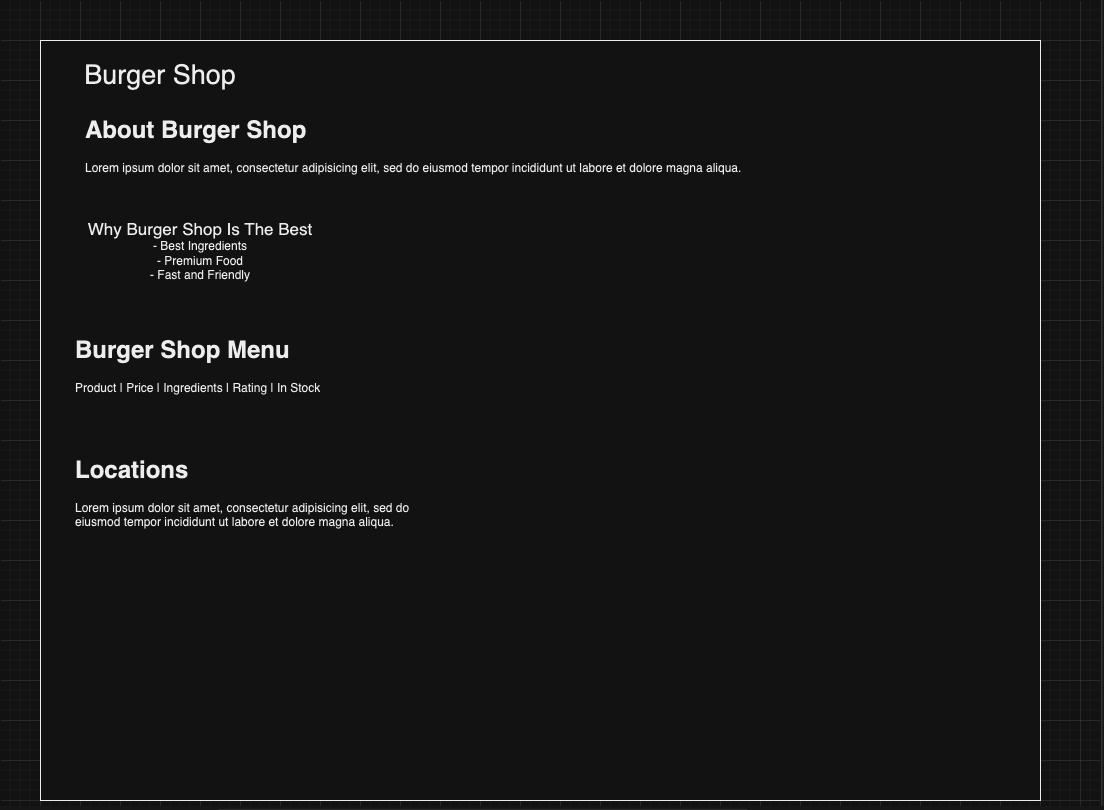 Burger Shop
About Burger Shop
Lorem ipsum dolor sit amet, consectetur adipisicing elit, sed do eiusmod tempor incididunt ut labore et dolore magna aliqua.
Why Burger Shop Is The Best
- Best Ingredients
- Premium Food
- Fast and Friendly
Burger Shop Menu
Product | Price | Ingredients | Rating | In Stock
Locations
Lorem ipsum dolor sit amet, consectetur adipisicing elit, sed do
eiusmod tempor incididunt ut labore et dolore magna aliqua.